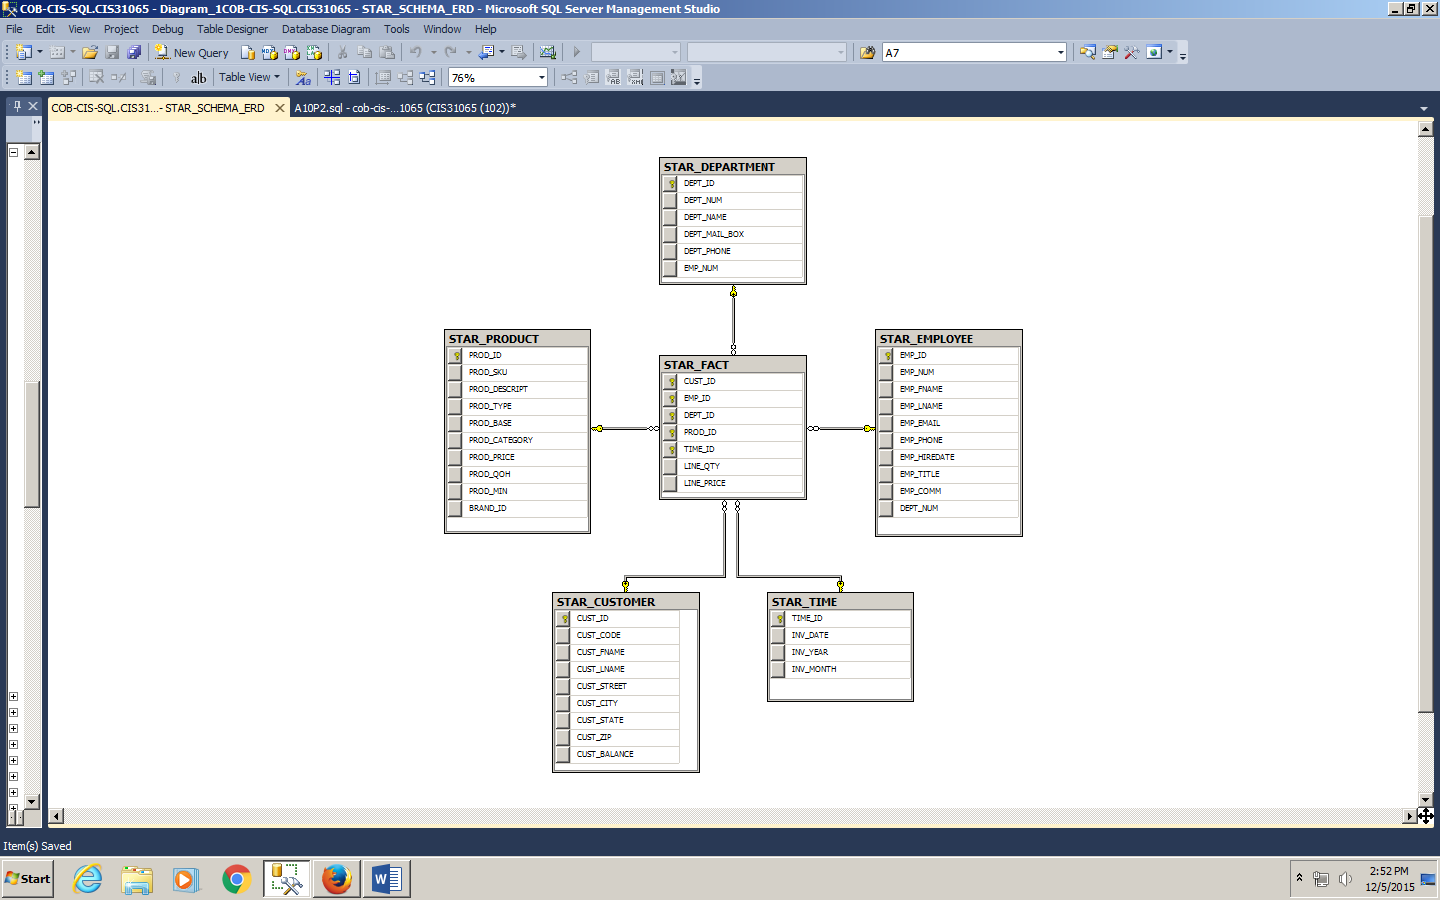 COB-CIS-SQL.CIS31065 - Diagram_1COB-CIS-SQL.CIS31065 - STAR_SCHEMA_ERD - Microsoft SQL Server Management Studio
File Edit View Project Debug Table Designer Database Diagram Tools Window Help
New Query A7
Table View 76%
COB-CIS-SQL.CIS31...- STAR_SCHEMA_ERD A10P2.sql - cob-cis-...1065 (CIS31065 (102))*
STAR_DEPARTMENT
DEPT_ID
DEPT_NUM
DEPT_NAME
DEPT_MAIL_BOX
DEPT_PHONE
EMP_NUM
STAR_PRODUCT
PROD_ID
PROD_SKU
PROD_DESCRIPT
PROD_TYPE
PROD_BASE
PROD_CATEGORY
PROD_PRICE
PROD_QOH
PROD_MIN
BRAND_ID
STAR_FACT
CUST_ID
EMP_ID
DEPT_ID
PROD_ID
TIME_ID
LINE_QTY
LINE_PRICE
STAR_EMPLOYEE
EMP_ID
EMP_NUM
EMP_FNAME
EMP_LNAME
EMP_EMAIL
EMP_PHONE
EMP_HIREDATE
EMP_TITLE
EMP_COMM
DEPT_NUM
STAR_CUSTOMER
CUST_ID
CUST_CODE
CUST_FNAME
CUST_LNAME
CUST_STREET
CUST_CITY
CUST_STATE
CUST_ZIP
CUST_BALANCE
STAR_TIME
TIME_ID
INV_DATE
INV_YEAR
INV_MONTH
Item(s) Saved
Start
2:52 PM
12/5/2015